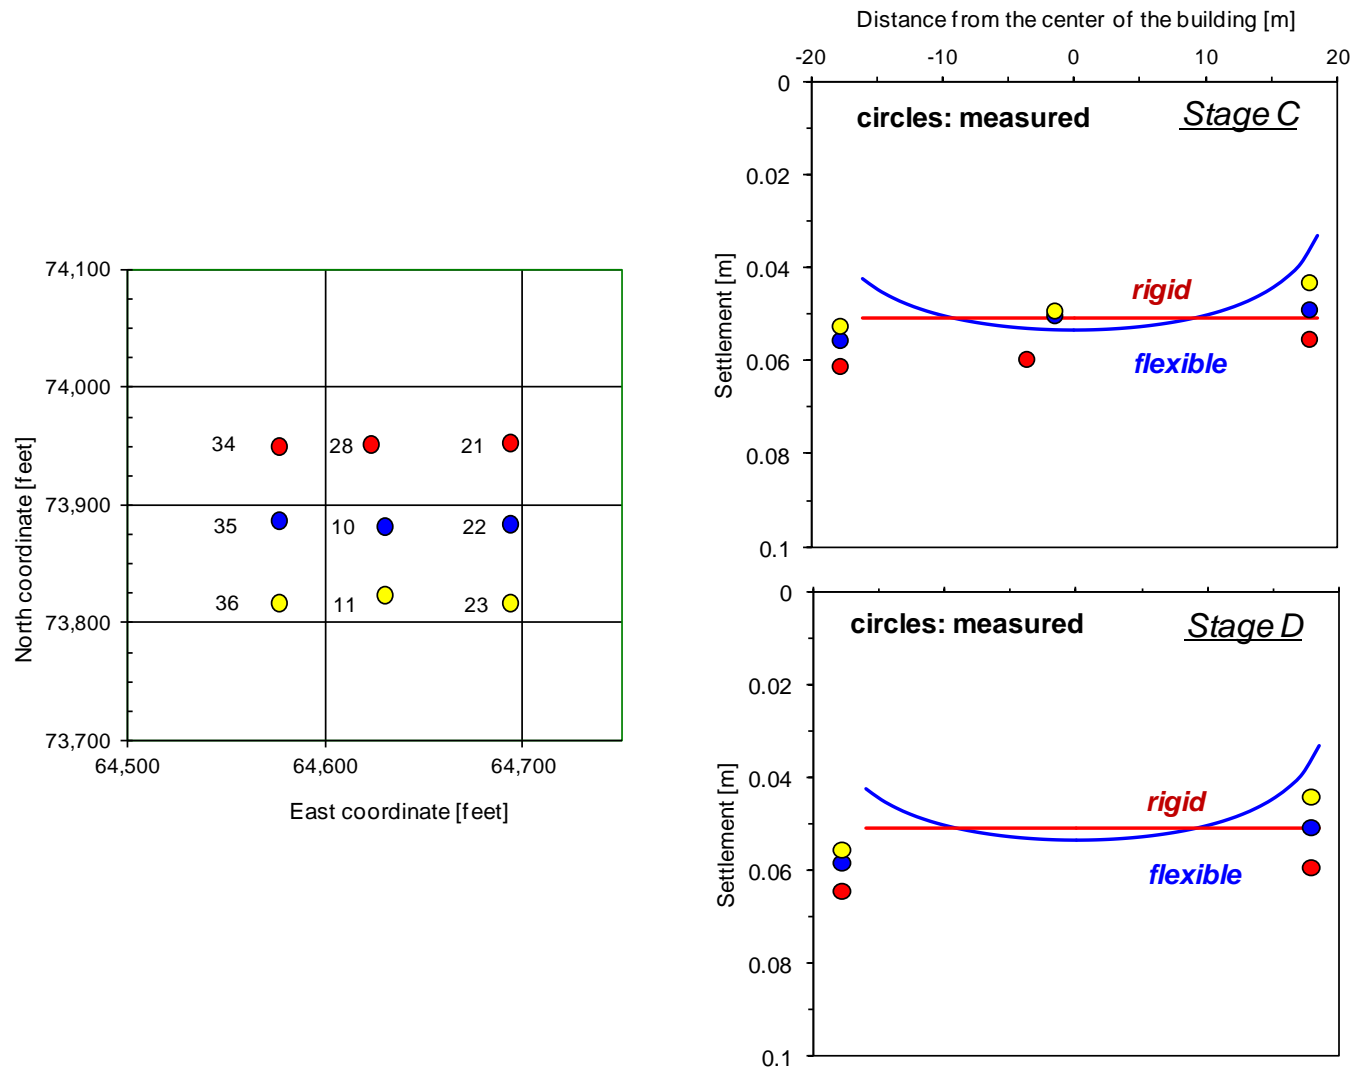 74,100
74,000
73,900
73,800
73,700
North coordinate [feet]
34 28 21
35 10 22
36 11 23
64,500 64,600 64,700
East coordinate [feet]
Distance from the center of the building [m]
-20 -10 0 10 20
0
0.02
0.04
0.06
0.08
0.1
Settlement [m]
circles: measured Stage C
rigid
flexible
0
0.02
0.04
0.06
0.08
0.1
Settlement [m]
circles: measured Stage D
rigid
flexible